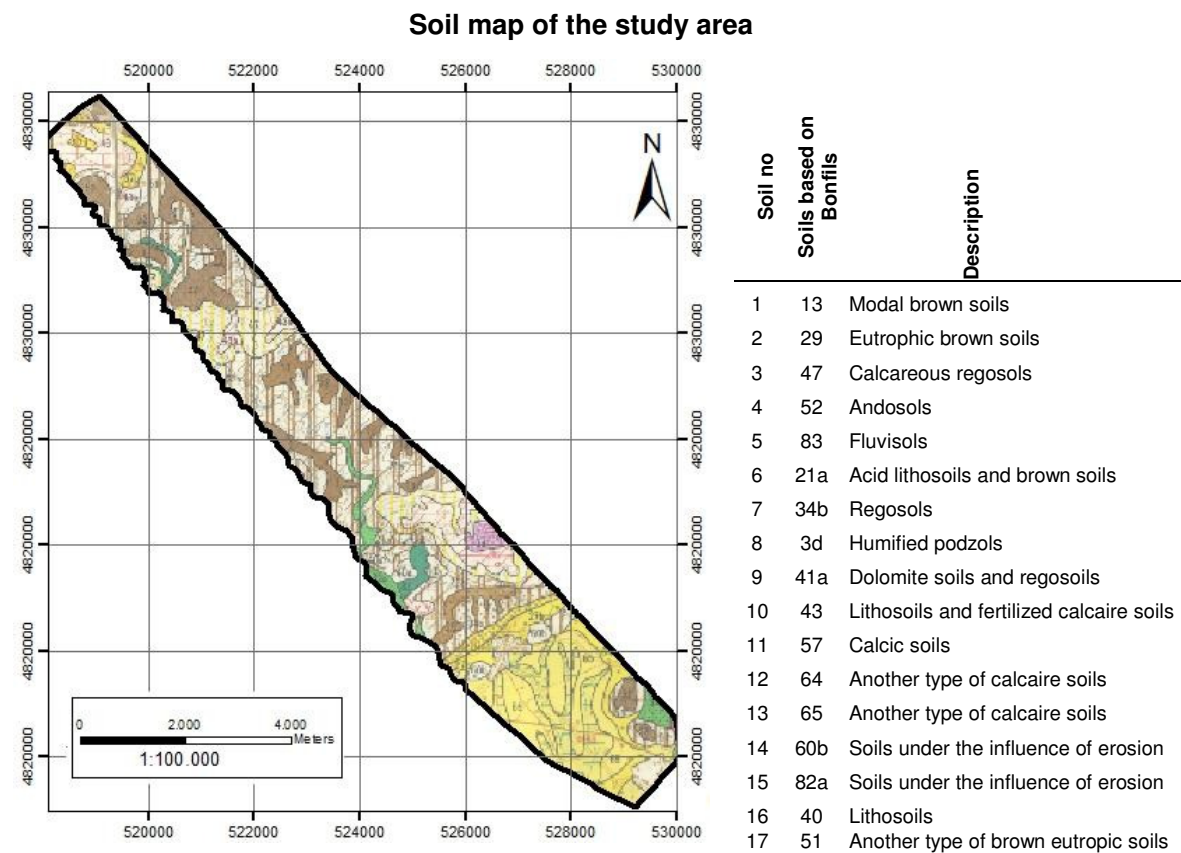 Soil map of the study area
520000 522000 524000 526000 528000 530000
4830000 4830000
N
4830000 4830000
4830000 4830000
4820000 4820000
4820000 4820000
4820000 4820000
4820000 4820000
0 2.000 4.000
Meters
1:100.000
520000 522000 524000 526000 528000 530000
Soil no
Soils based on
Bonfils
Description
1 13 Modal brown soils
2 29 Eutrophic brown soils
3 47 Calcareous regosols
4 52 Andosols
5 83 Fluvisols
6 21a Acid lithosoils and brown soils
7 34b Regosols
8 3d Humified podzols
9 41a Dolomite soils and regosoils
10 43 Lithosoils and fertilized calcaire soils
11 57 Calcic soils
12 64 Another type of calcaire soils
13 65 Another type of calcaire soils
14 60b Soils under the influence of erosion
15 82a Soils under the influence of erosion
16 40 Lithosoils
17 51 Another type of brown eutropic soils